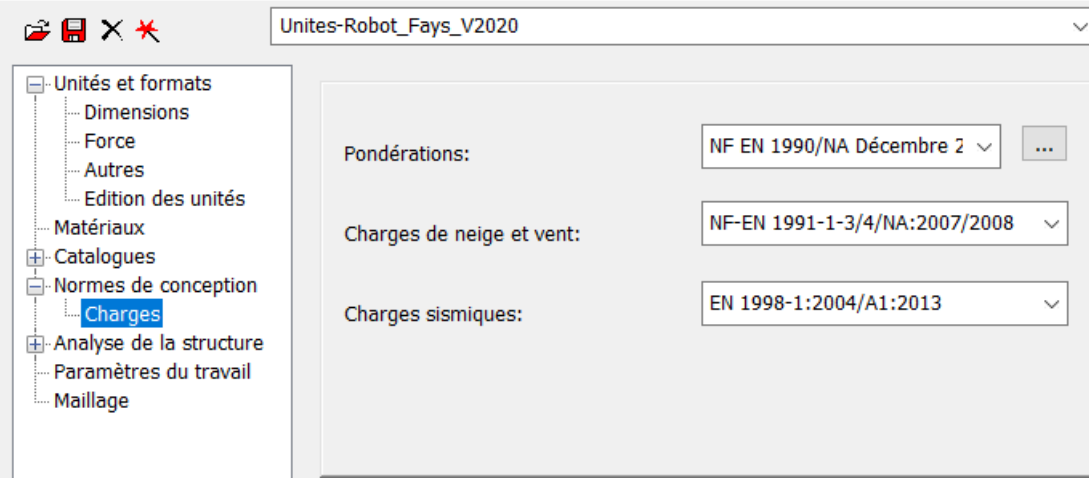 Unites-Robot_Fays_V2020
Unités et formats
Dimensions
Force
Autres
Edition des unités
Matériaux
Catalogues
Normes de conception
Charges
Analyse de la structure
Paramètres du travail
Maillage
Pondérations:
NF EN 1990/NA Décembre 2
...
Charges de neige et vent:
NF-EN 1991-1-3/4/NA:2007/2008
Charges sismiques:
EN 1998-1:2004/A1:2013